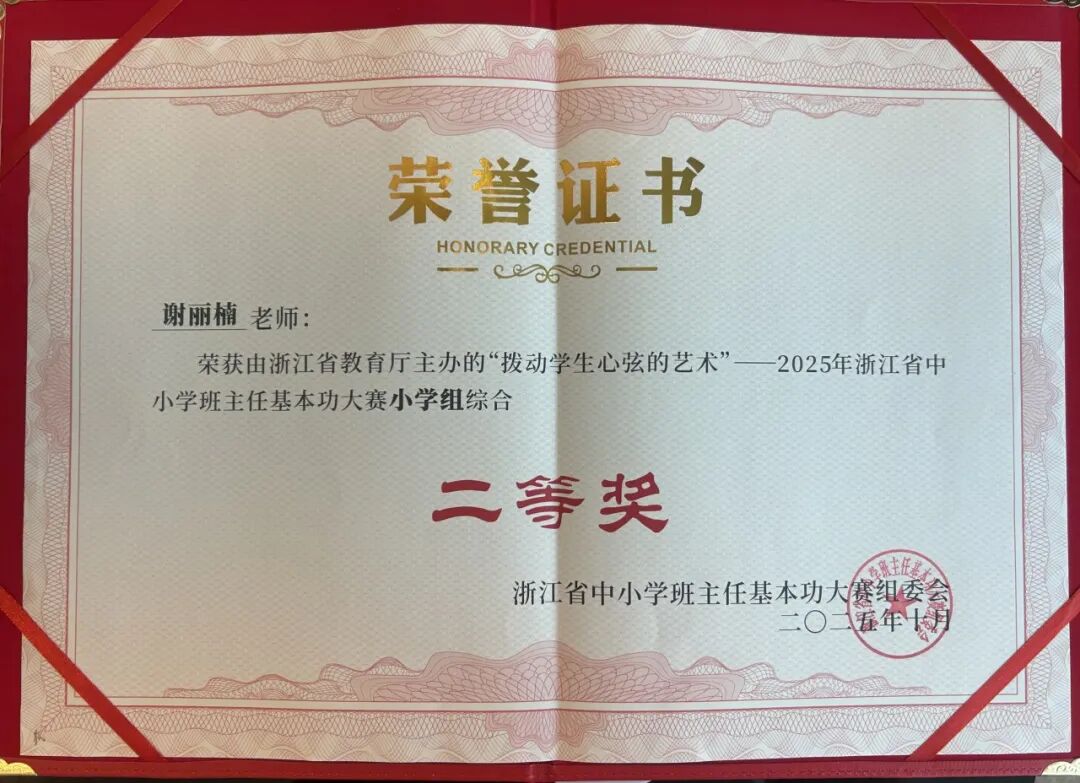 荣誉证书
HONORARY CREDENTIAL
谢丽楠 老师：
荣获由浙江省教育厅主办的“拨动学生心弦的艺术”——2025年浙江省中
小学班主任基本功大赛小学组综合
二等奖
浙江省中小学班主任基本功大赛组委会
二〇二五年十月